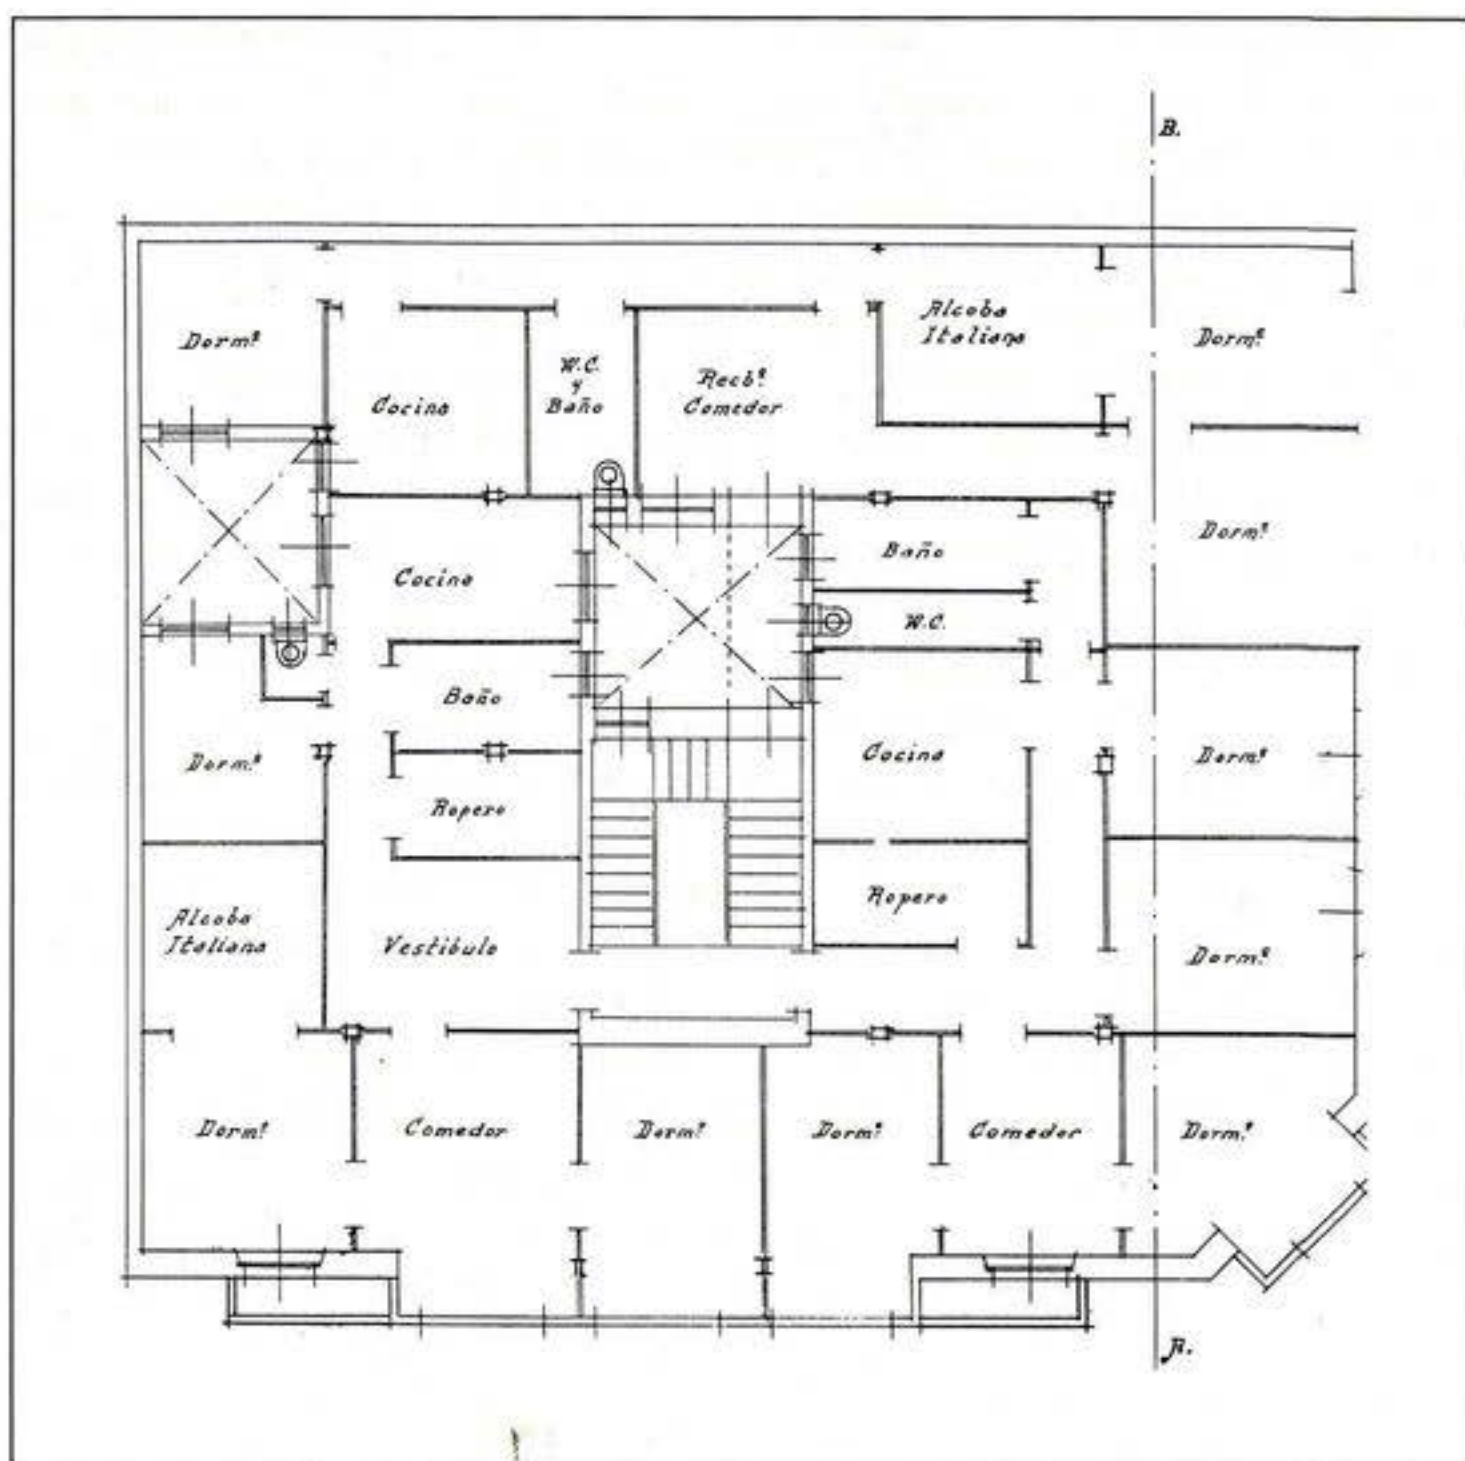 B.
Alcoba
Italiana
Dorm.º
Dorm.º
W.C.
y
Baño
Recbº.
Comedor
Cocina
Dorm.º
Baño
Cocina
W.C.
Baño
Dorm.º
Cocina
Dorm.º
Ropero
Ropero
Alcoba
Italiana
Vestíbulo
Dorm.º
Dorm.º
Comedor
Dorm.º
Dorm.º
Comedor
Dorm.º
A.